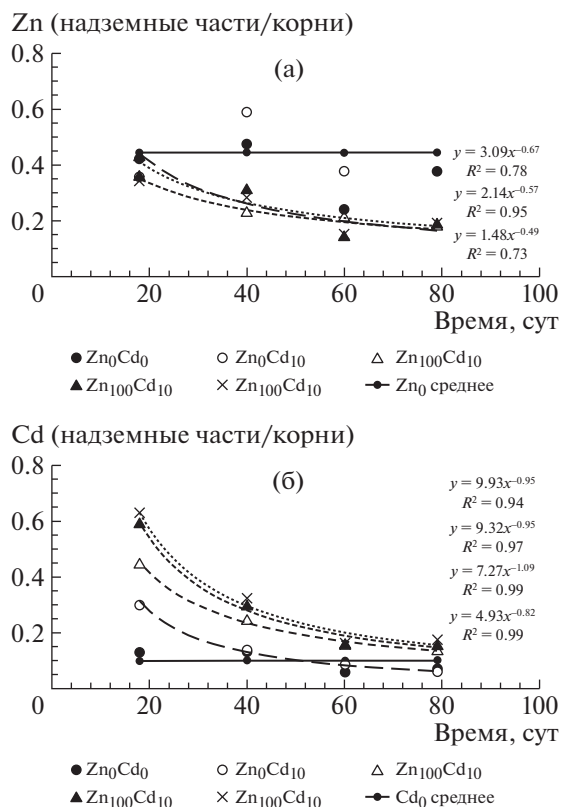 Zn (надземные части/корни)
0.8
(а)
0.6
0.4
y = 3.09x^–0.67
R² = 0.78
y = 2.14x^–0.57
R² = 0.95
0.2
y = 1.48x^–0.49
R² = 0.73
0 20 40 60 80 100
Время, сут
Zn₀Cd₀ Zn₀Cd₁₀ Zn₁₀₀Cd₁₀
Zn₁₀₀Cd₁₀ Zn₁₀₀Cd₁₀ Zn₀ среднее
Cd (надземные части/корни)
0.8
(б)
y = 9.93x^–0.95
R² = 0.94
0.6
y = 9.32x^–0.95
R² = 0.97
0.4
y = 7.27x^–1.09
R² = 0.99
0.2
y = 4.93x^–0.82
R² = 0.99
0 20 40 60 80 100
Время, сут
Zn₀Cd₀ Zn₀Cd₁₀ Zn₁₀₀Cd₁₀
Zn₁₀₀Cd₁₀ Zn₁₀₀Cd₁₀ Cd₀ среднее